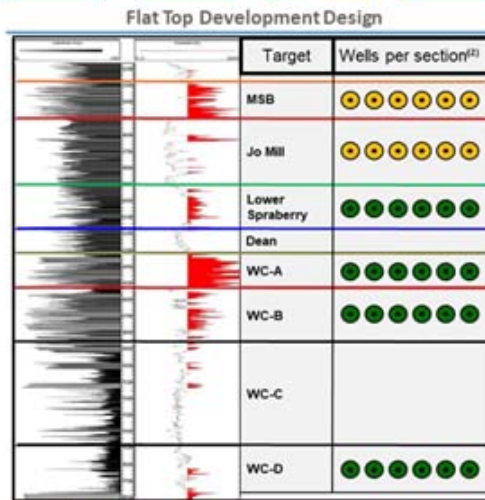 Flat Top Development Design
Target Wells per section(2)
MSB
Jo Mill
Lower
Spraberry
Dean
WC-A
WC-B
WC-C
WC-D